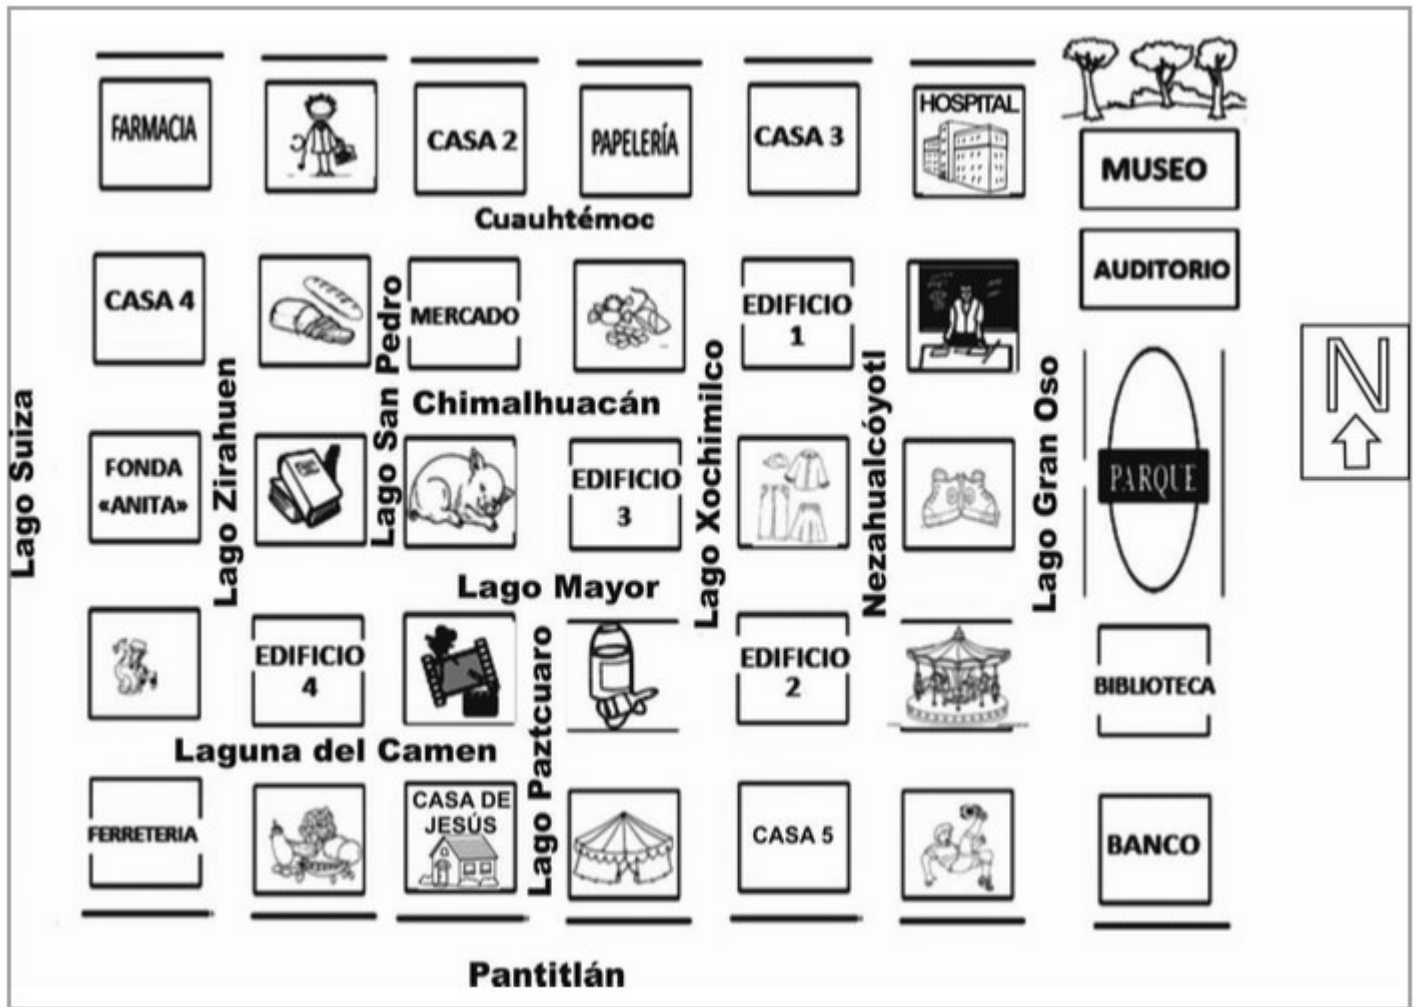 FARMACIA
CASA 2
PAPELERÍA
CASA 3
HOSPITAL
MUSEO
Cuauhtémoc
AUDITORIO
CASA 4
Lago San Pedro
MERCADO
EDIFICIO
1
N
Chimalhuacán
Lago Suiza
Lago Zirahuen
Lago Xochimilco
Nezahualcóyotl
Lago Gran Oso
FONDA
«ANITA»
EDIFICIO
3
PARQUE
Lago Mayor
EDIFICIO
4
Lago Paztcuaro
EDIFICIO
2
BIBLIOTECA
Laguna del Camen
FERRETERIA
CASA DE
JESÚS
CASA 5
BANCO
Pantitlán